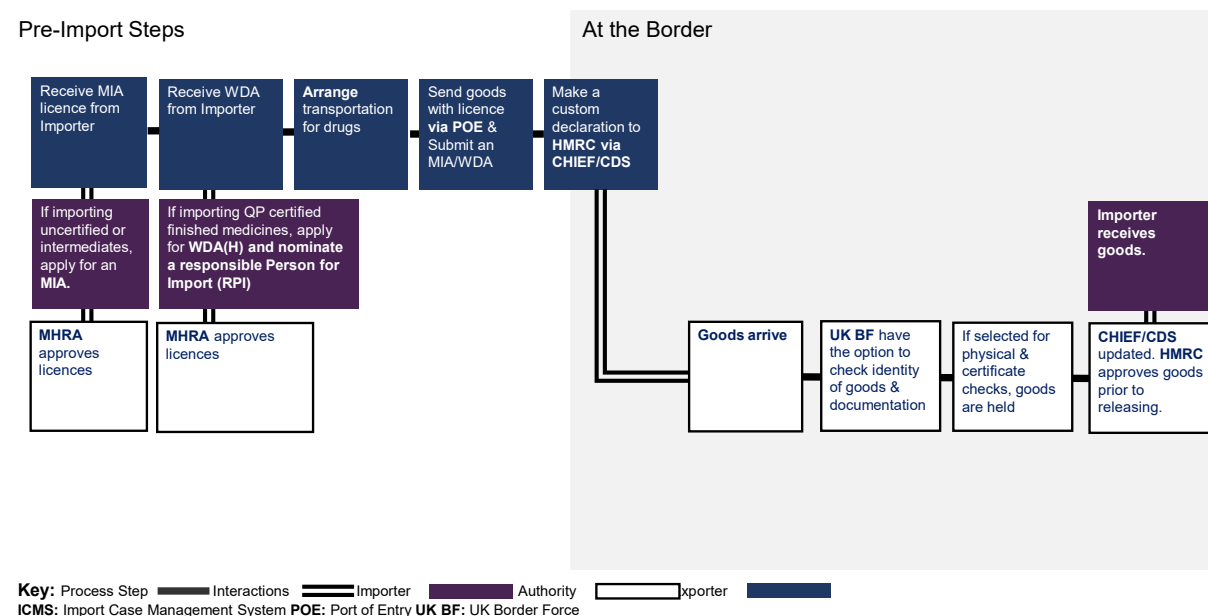 Pre-Import Steps
At the Border
Receive MIA
licence from
Importer
Receive WDA
from Importer
Arrange
transportation
for drugs
Send goods
with licence
via POE &
Submit an
MIA/WDA
Make a
custom
declaration to
HMRC via
CHIEF/CDS
If importing
uncertified or
intermediates,
apply for an
MIA.
If importing QP certified
finished medicines, apply
for WDA(H) and nominate
a responsible Person for
Import (RPI)
Importer
receives
goods.
MHRA
approves
licences
MHRA approves
licences
Goods arrive
UK BF have
the option to
check identity
of goods &
documentation
If selected for
physical &
certificate
checks, goods
are held
CHIEF/CDS
updated. HMRC
approves goods
prior to
releasing.
Key: Process Step Interactions Importer Authority xporter
ICMS: Import Case Management System POE: Port of Entry UK BF: UK Border Force